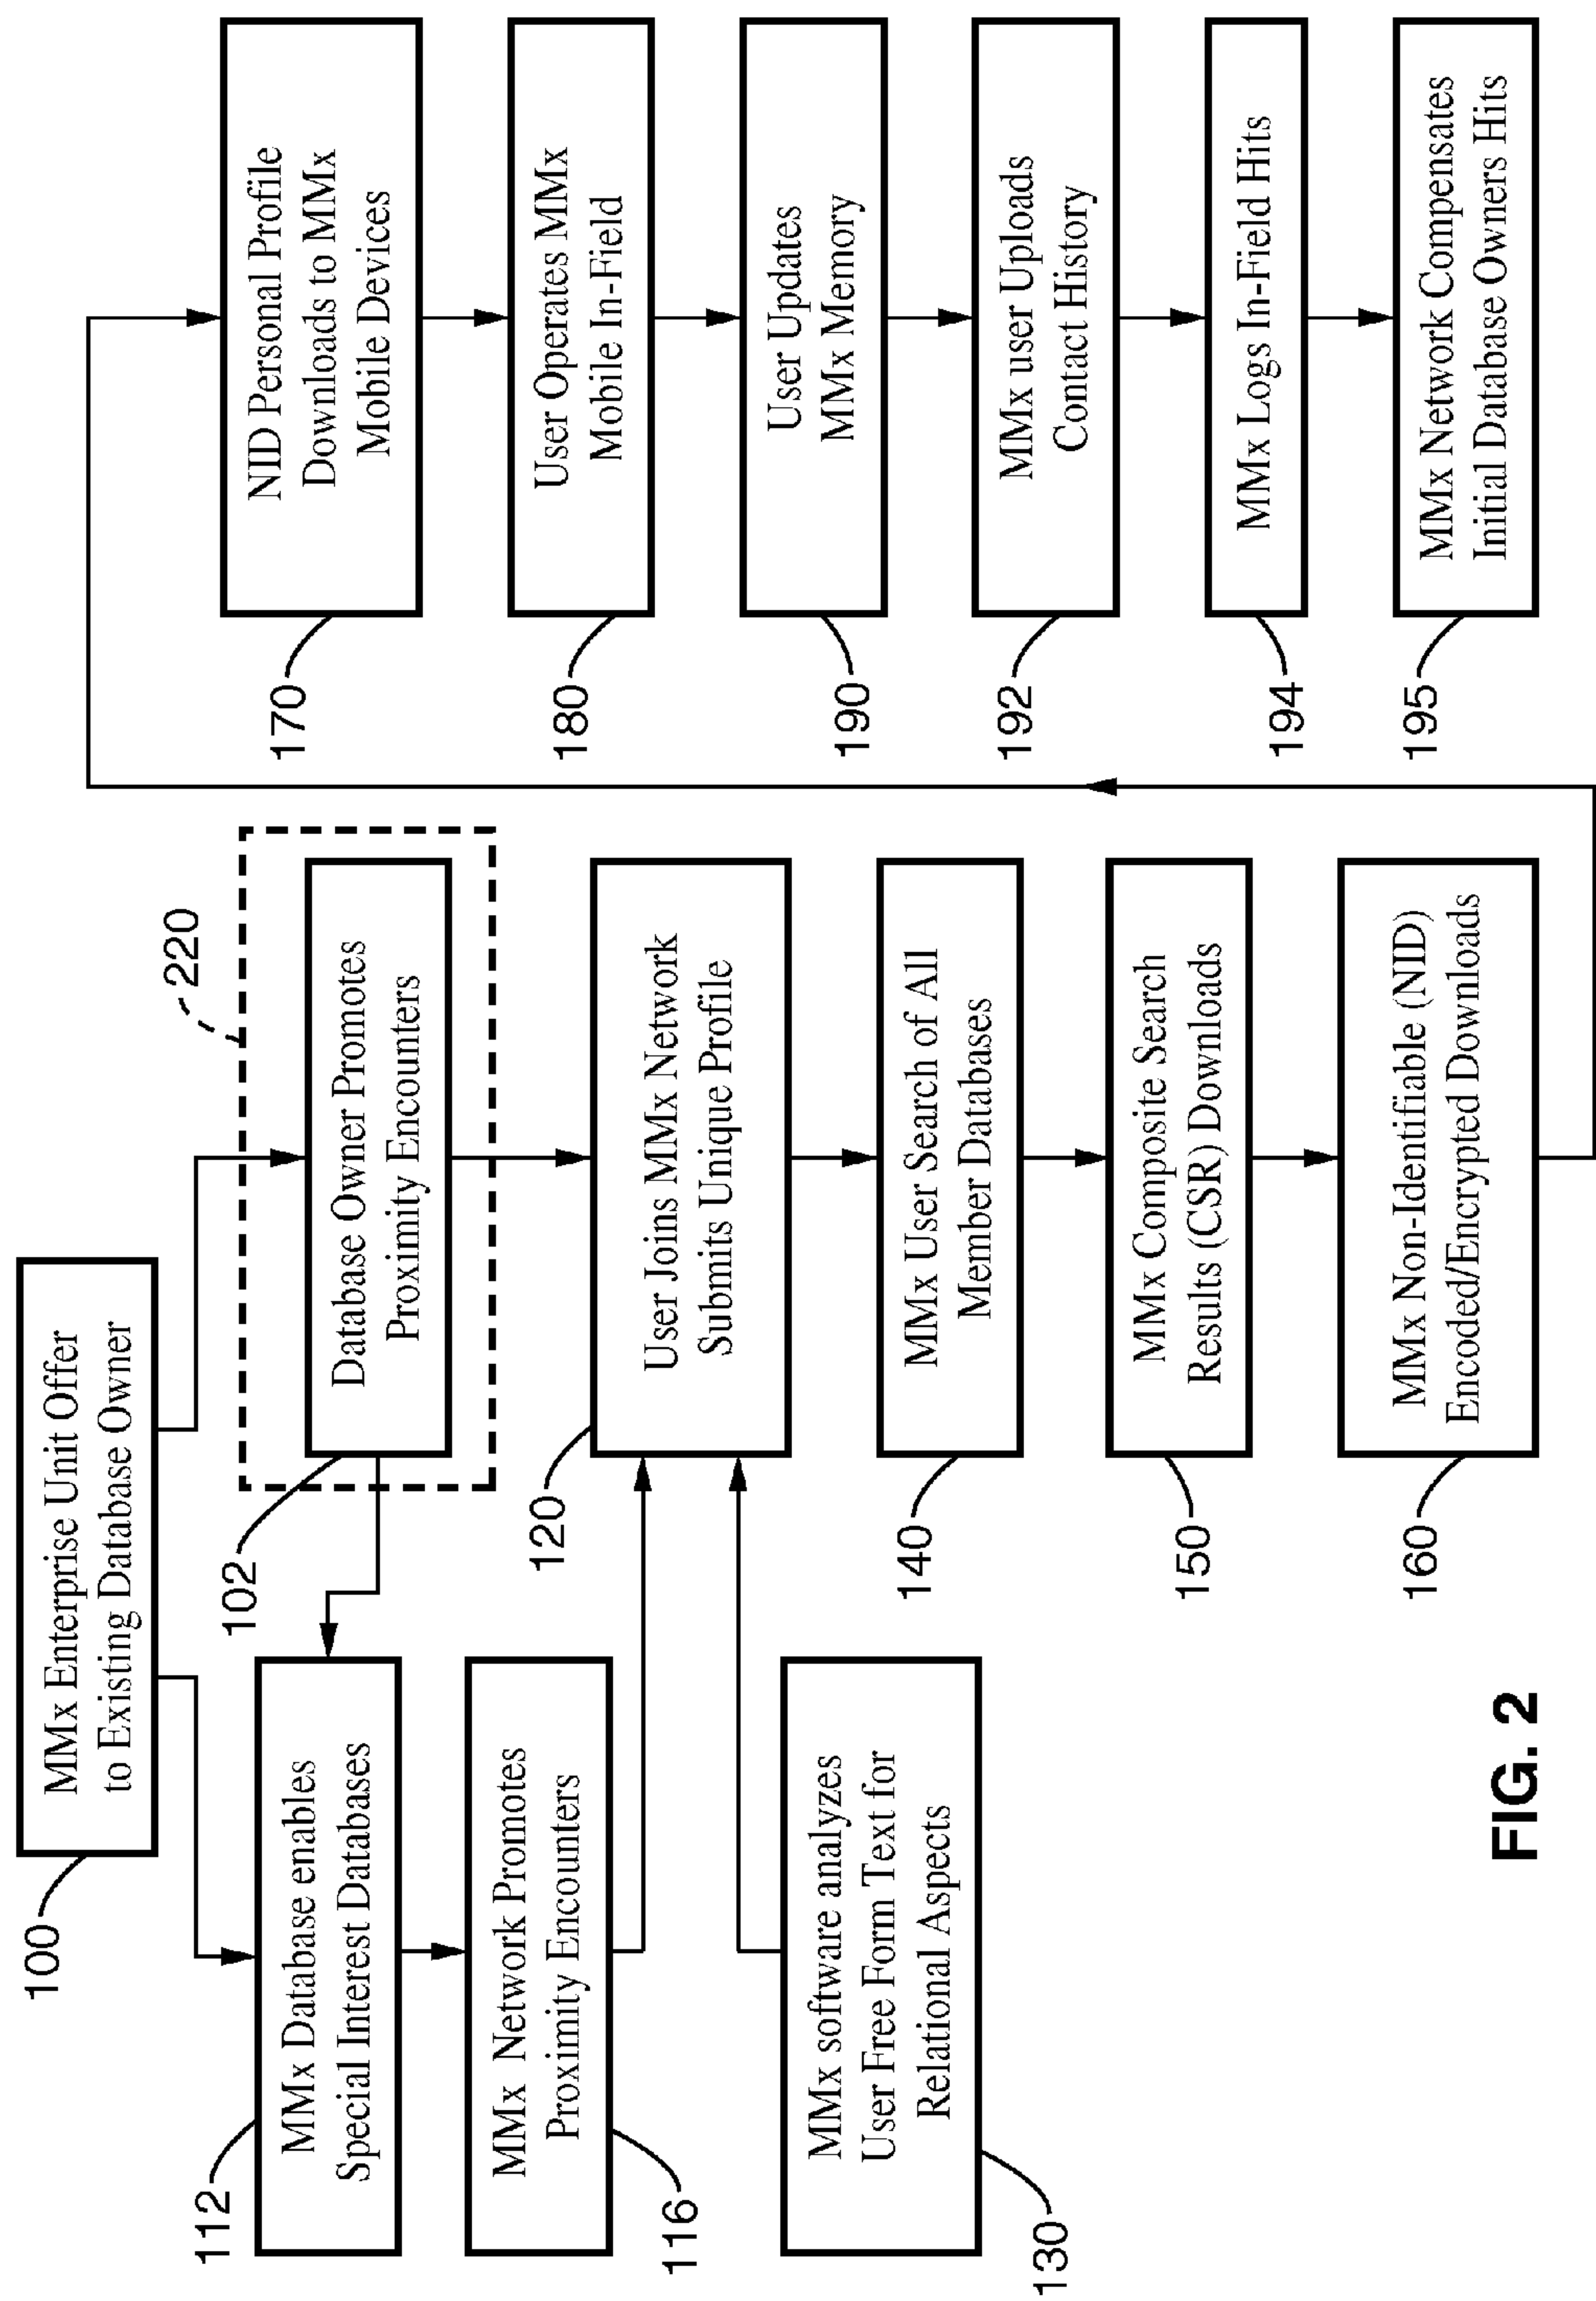 100
MMx Enterprise Unit Offer
to Existing Database Owner
112
MMx Database enables
Special Interest Databases
116
MMx Network Promotes
Proximity Encounters
130
MMx software analyzes
User Free Form Text for
Relational Aspects
220
102
Database Owner Promotes
Proximity Encounters
120
User Joins MMx Network
Submits Unique Profile
140
MMx User Search of All
Member Databases
150
MMx Composite Search
Results (CSR) Downloads
160
MMx Non-Identifiable (NID)
Encoded/Encrypted Downloads
170
NID Personal Profile
Downloads to MMx
Mobile Devices
180
User Operates MMx
Mobile In-Field
190
User Updates
MMx Memory
192
MMx user Uploads
Contact History
194
MMx Logs In-Field Hits
195
MMx Network Compensates
Initial Database Owners Hits
FIG. 2